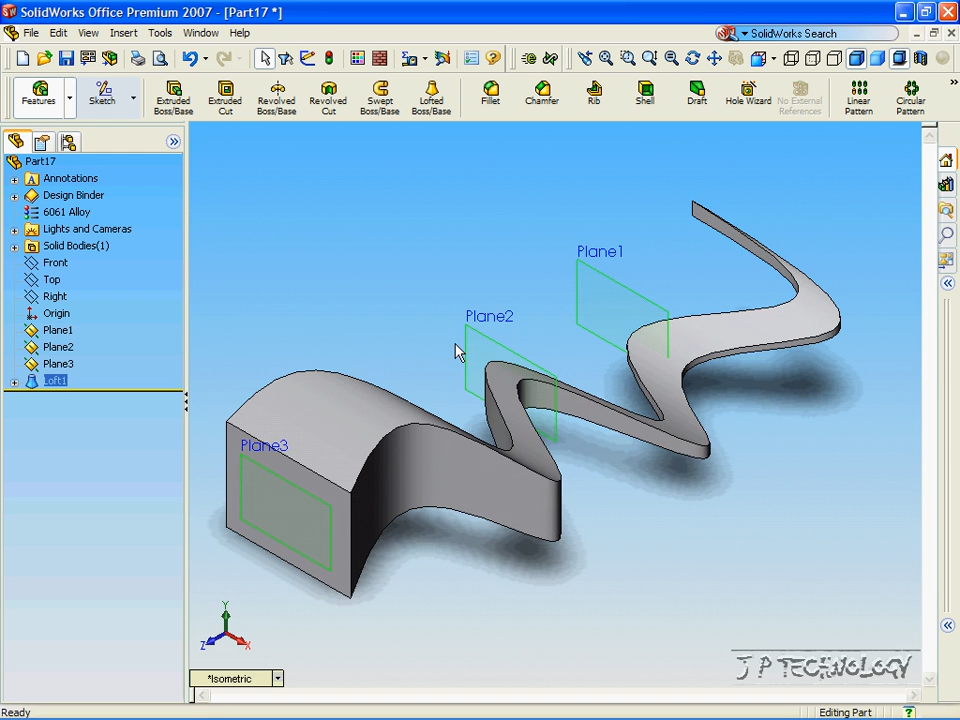 SolidWorks Office Premium 2007 - [Part17 *]
File Edit View Insert Tools Window Help
SolidWorks Search
Features
Sketch
Extruded Boss/Base
Extruded Cut
Revolved Boss/Base
Revolved Cut
Swept Boss/Base
Lofted Boss/Base
Fillet
Chamfer
Rib
Shell
Draft
Hole Wizard
No External References
Linear Pattern
Circular Pattern
Part17
A Annotations
Design Binder
6061 Alloy
Lights and Cameras
Solid Bodies(1)
Front
Top
Right
Origin
Plane1
Plane2
Plane3
Loft1
Plane1
Plane2
Plane3
Y
Z X
*Isometric
J P TECHNOLOGY
Ready
Editing Part